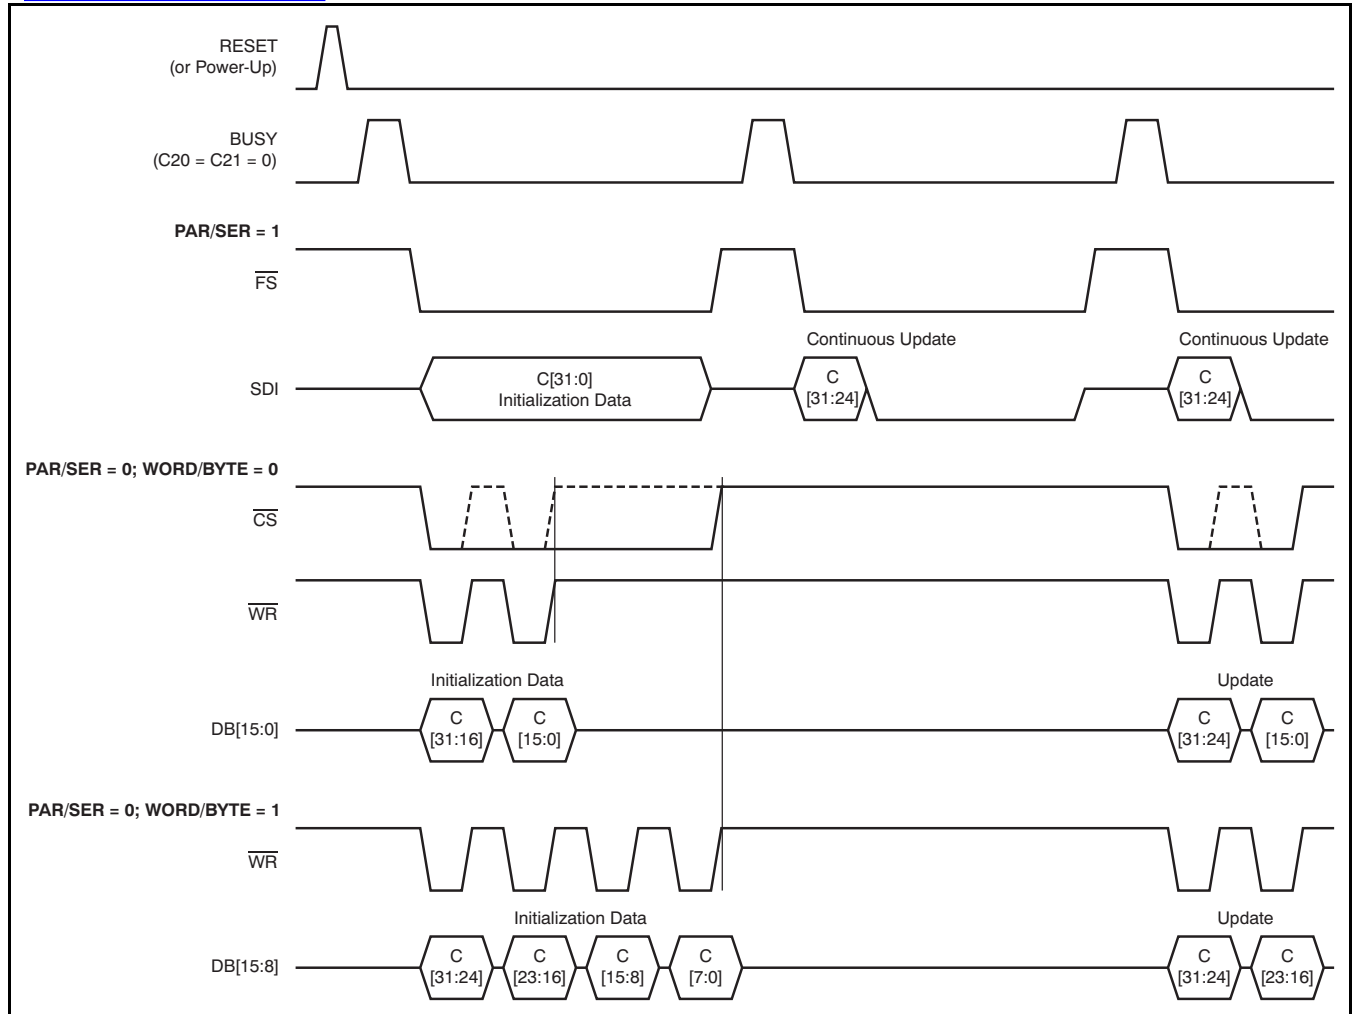 RESET
(or Power-Up)
BUSY
(C20 = C21 = 0)
PAR/SER = 1
FS
Continuous Update
Continuous Update
SDI
C[31:0]
Initialization Data
C
[31:24]
C
[31:24]
PAR/SER = 0; WORD/BYTE = 0
CS
WR
Initialization Data
Update
DB[15:0]
C
[31:16]
C
[15:0]
C
[31:24]
C
[15:0]
PAR/SER = 0; WORD/BYTE = 1
WR
Initialization Data
Update
DB[15:8]
C
[31:24]
C
[23:16]
C
[15:8]
C
[7:0]
C
[31:24]
C
[23:16]